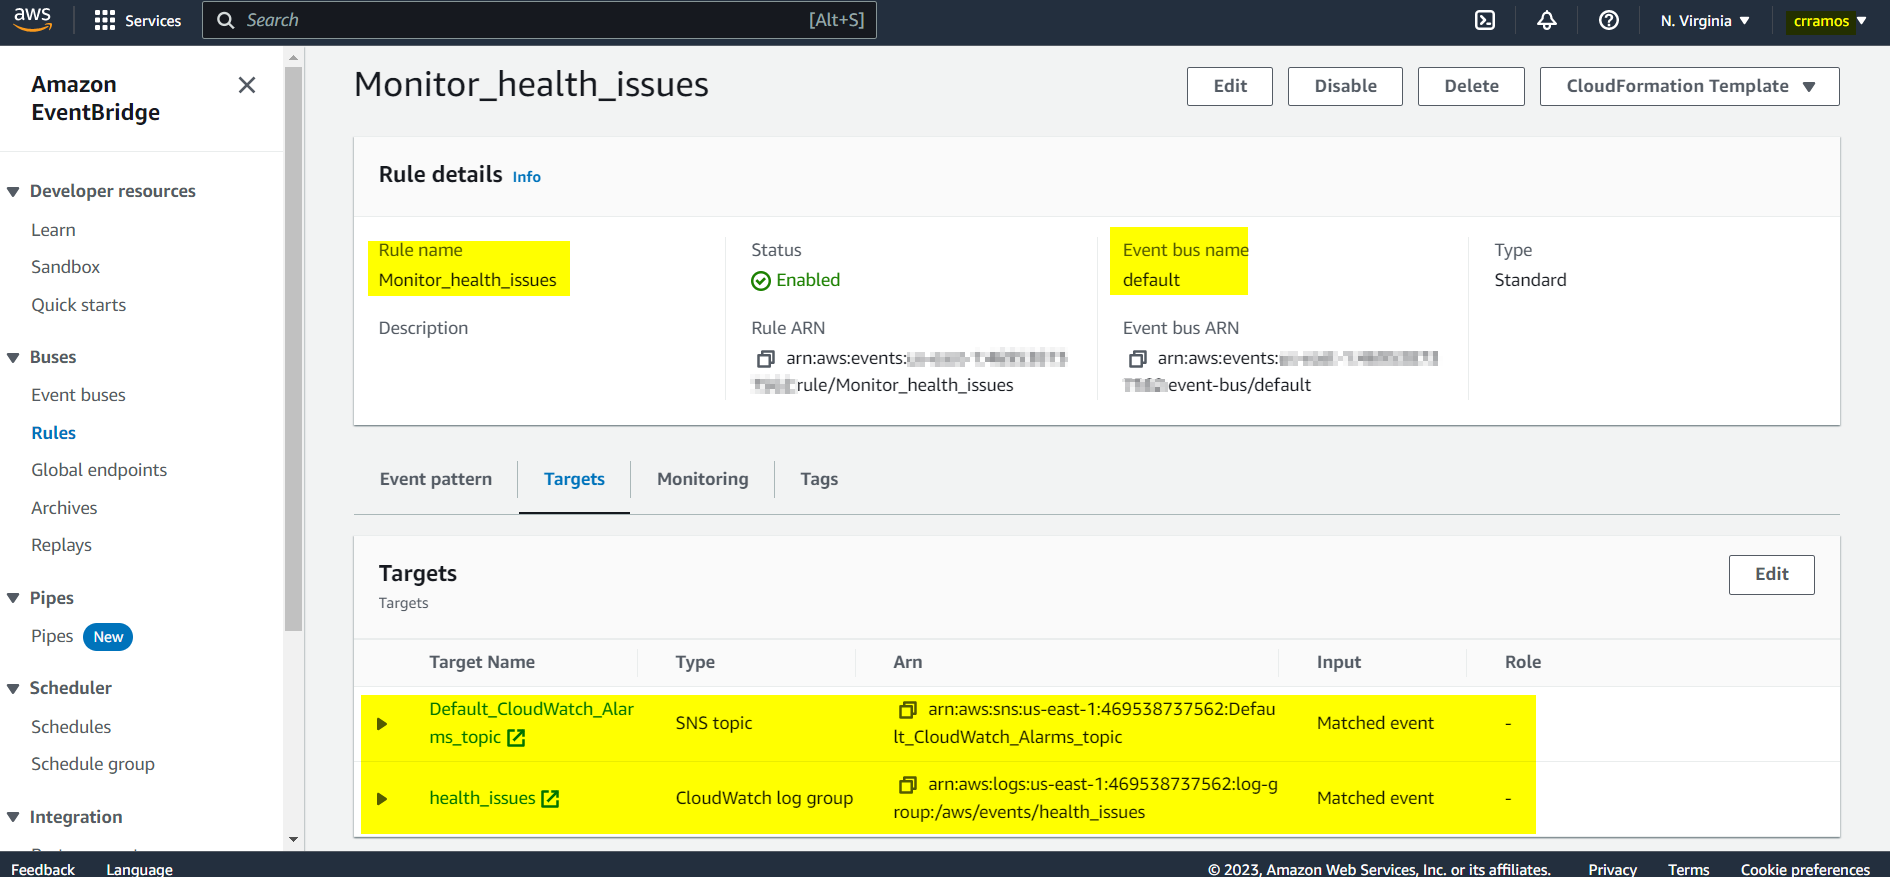 aws
Services
Search
[Alt+S]
N. Virginia
crramos
Amazon
EventBridge
Developer resources
Learn
Sandbox
Quick starts
Buses
Event buses
Rules
Global endpoints
Archives
Replays
Pipes
Pipes New
Scheduler
Schedules
Schedule group
Integration
Monitor_health_issues
Edit
Disable
Delete
CloudFormation Template
Rule details Info
Rule name
Monitor_health_issues
Description
Status
Enabled
Rule ARN
arn:aws:events:
rule/Monitor_health_issues
Event bus name
default
Event bus ARN
arn:aws:events:
event-bus/default
Type
Standard
Event pattern
Targets
Monitoring
Tags
Targets
Targets
Edit
Target Name
Type
Arn
Input
Role
Default_CloudWatch_Alar
ms_topic
SNS topic
arn:aws:sns:us-east-1:469538737562:Defau
lt_CloudWatch_Alarms_topic
Matched event
-
health_issues
CloudWatch log group
arn:aws:logs:us-east-1:469538737562:log-g
roup:/aws/events/health_issues
Matched event
-
Feedback
Language
© 2023, Amazon Web Services, Inc. or its affiliates.
Privacy
Terms
Cookie preferences